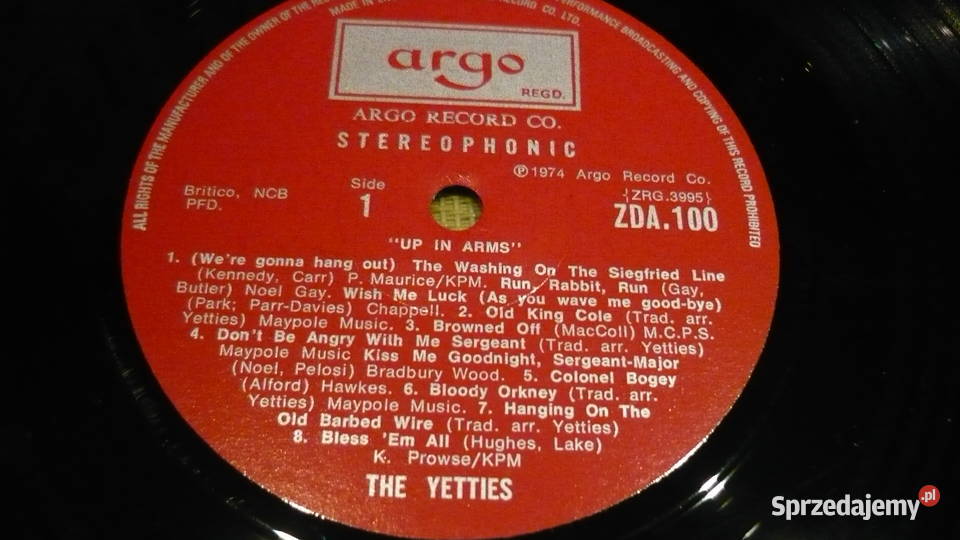 ALL RIGHTS OF THE MANUFACTURER AND OF THE OWNER OF THE
PERFORMANCE BROADCASTING AND COPYING OF THIS RECORD PROHIBITED
MADE IN
RECORD CO. LTD.
argo
REGD.
ARGO RECORD CO.
STEREOPHONIC
℗1974 Argo Record Co.
Britico, NCB
PFD.
Side
1
{ZRG.3995}
ZDA.100
"UP IN ARMS"
1. (We're gonna hang out) The Washing On The Siegfried Line
(Kennedy, Carr) P. Maurice/KPM. Run, Rabbit, Run (Gay,
Butler) Noel Gay. Wish Me Luck (As you wave me good-bye)
(Park; Parr-Davies) Chappell. 2. Old King Cole (Trad. arr.
Yetties) Maypole Music. 3. Browned Off (MacColl) M.C.P.S.
4. Don't Be Angry With Me Sergeant (Trad. arr. Yetties)
Maypole Music Kiss Me Goodnight, Sergeant-Major
(Noel, Pelosi) Bradbury Wood. 5. Colonel Bogey
(Alford) Hawkes. 6. Bloody Orkney (Trad. arr.
Yetties) Maypole Music. 7. Hanging On The
Old Barbed Wire (Trad. arr. Yetties)
8. Bless 'Em All (Hughes, Lake)
K. Prowse/KPM
THE YETTIES
Sprzedajemy.pl